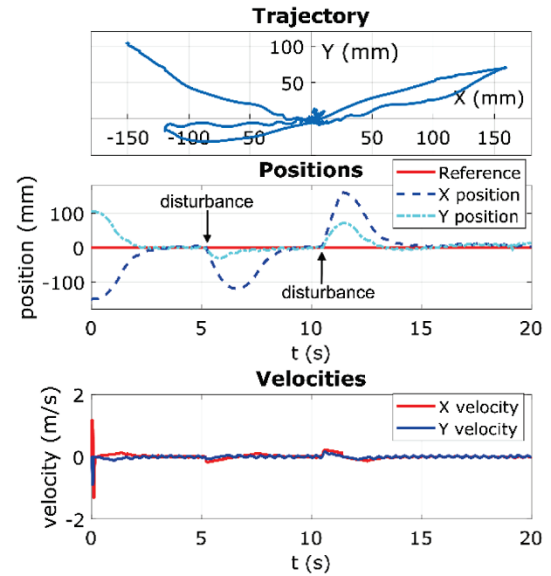 Trajectory
100
Y (mm)
50
X (mm)
-150 -100 -50 50 100 150
Positions
Reference
X position
Y position
disturbance
position (mm)
100
0
-100
disturbance
0 5 10 15 20
t (s)
Velocities
X velocity
Y velocity
velocity (m/s)
2
0
-2
0 5 10 15 20
t (s)